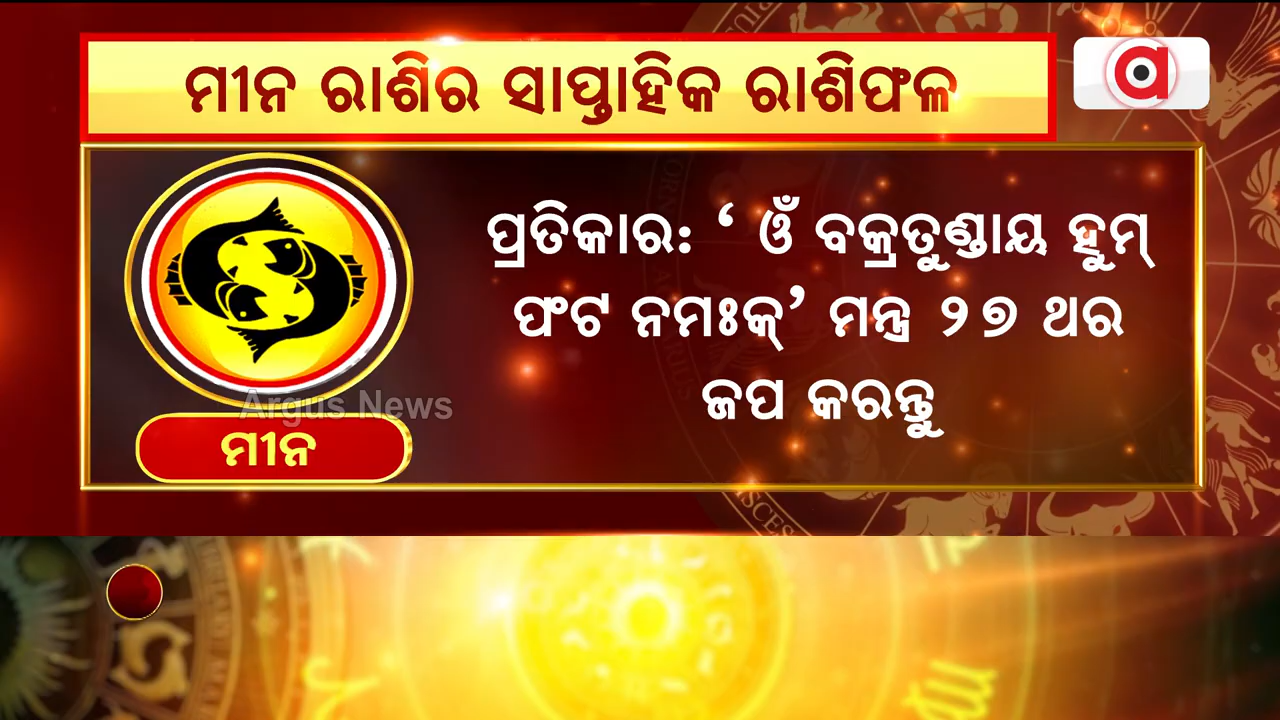 ମୀନ ରାଶିର ସାପ୍ତାହିକ ରାଶିଫଳ
a
ପ୍ରତିକାର: ‘ ଓଁ ବକ୍ରତୁଣ୍ଡାୟ ହୁମ୍
ଫଟ ନମଃକ୍’ ମନ୍ତ୍ର ୨୭ ଥର
ଜପ କରନ୍ତୁ
Argus News
ମୀନ